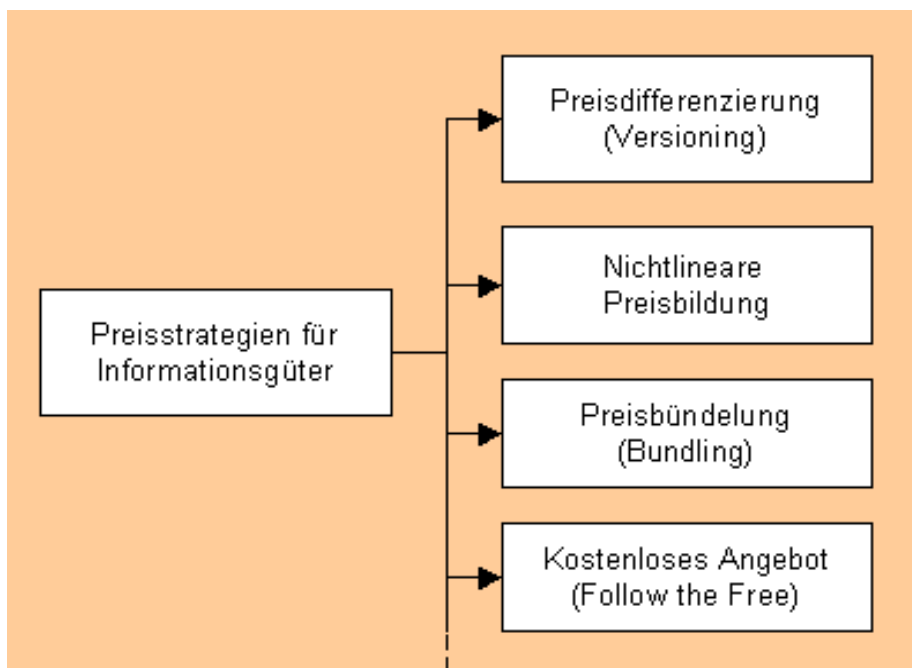 Preisdifferenzierung
(Versioning)
Nichtlineare
Preisbildung
Preisstrategien für
Informationsgüter
Preisbündelung
(Bundling)
Kostenloses Angebot
(Follow the Free)